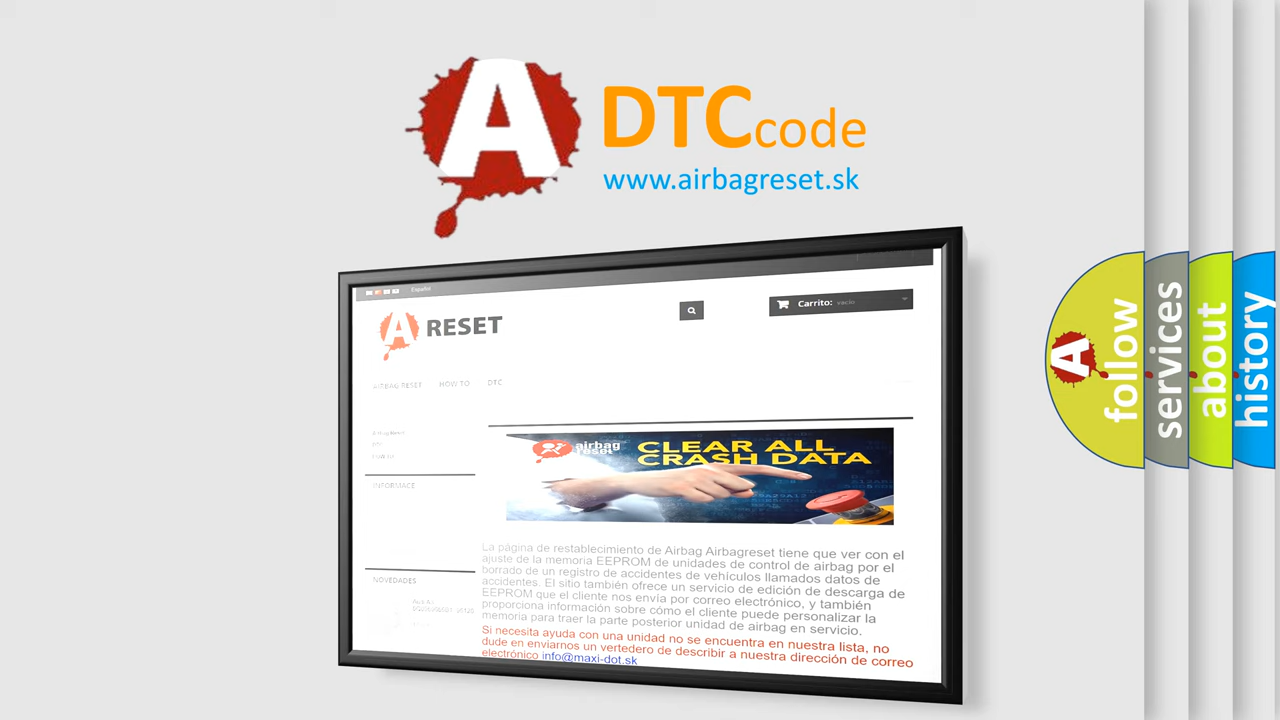 A
DTC code
www.airbagreset.sk
Español
Carrito: vacío
A RESET
AIRBAG RESET HOW TO DTC
airbag reset
CLEAR ALL
CRASH DATA
INFORMACE
NOVEDADES
La página de restablecimiento de Airbag Airbagreset tiene que ver con el
ajuste de la memoria EEPROM de unidades de control de airbag por el
borrado de un registro de accidentes de vehículos llamados datos de
accidentes. El sitio también ofrece un servicio de edición de descarga de
EEPROM que el cliente nos envía por correo electrónico, y también
proporciona información sobre cómo el cliente puede personalizar la
memoria para traer la parte posterior unidad de airbag en servicio.
Si necesita ayuda con una unidad no se encuentra en nuestra lista, no
dude en enviarnos un vertedero de describir a nuestra dirección de correo
electrónico info@maxi-dot.sk
A
follow
services
about
history